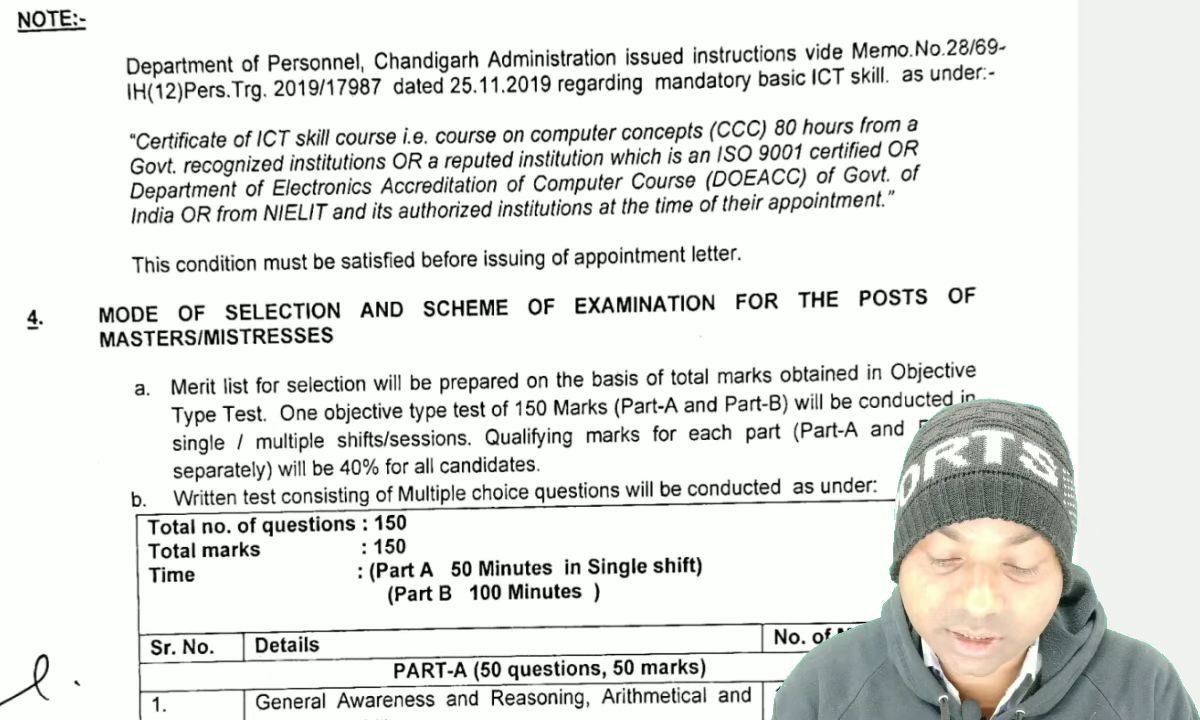 NOTE:-
Department of Personnel, Chandigarh Administration issued instructions vide Memo.No.28/69-
IH(12)Pers.Trg. 2019/17987 dated 25.11.2019 regarding mandatory basic ICT skill. as under:-
“Certificate of ICT skill course i.e. course on computer concepts (CCC) 80 hours from a
Govt. recognized institutions OR a reputed institution which is an ISO 9001 certified OR
Department of Electronics Accreditation of Computer Course (DOEACC) of Govt. of
India OR from NIELIT and its authorized institutions at the time of their appointment.”
This condition must be satisfied before issuing of appointment letter.
4. MODE OF SELECTION AND SCHEME OF EXAMINATION FOR THE POSTS OF
MASTERS/MISTRESSES
a. Merit list for selection will be prepared on the basis of total marks obtained in Objective
Type Test. One objective type test of 150 Marks (Part-A and Part-B) will be conducted in
single / multiple shifts/sessions. Qualifying marks for each part (Part-A and
separately) will be 40% for all candidates.
b. Written test consisting of Multiple choice questions will be conducted as under:
Total no. of questions : 150
Total marks : 150
Time : (Part A 50 Minutes in Single shift)
(Part B 100 Minutes )
Sr. No. Details No. of
PART-A (50 questions, 50 marks)
1. General Awareness and Reasoning, Arithmetical and
ORTS